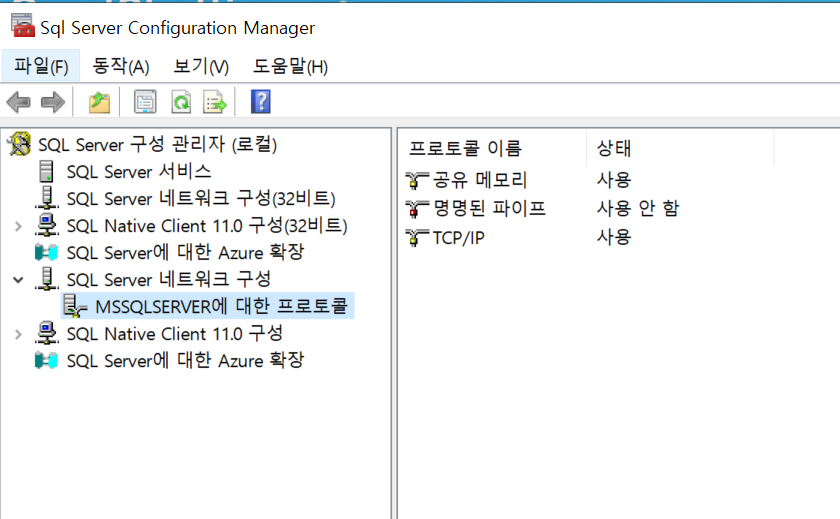 Sql Server Configuration Manager
파일(F) 동작(A) 보기(V) 도움말(H)
SQL Server 구성 관리자 (로컬)
SQL Server 서비스
SQL Server 네트워크 구성(32비트)
SQL Native Client 11.0 구성(32비트)
SQL Server에 대한 Azure 확장
SQL Server 네트워크 구성
MSSQLSERVER에 대한 프로토콜
SQL Native Client 11.0 구성
SQL Server에 대한 Azure 확장
프로토콜 이름 상태
공유 메모리 사용
명명된 파이프 사용 안 함
TCP/IP 사용